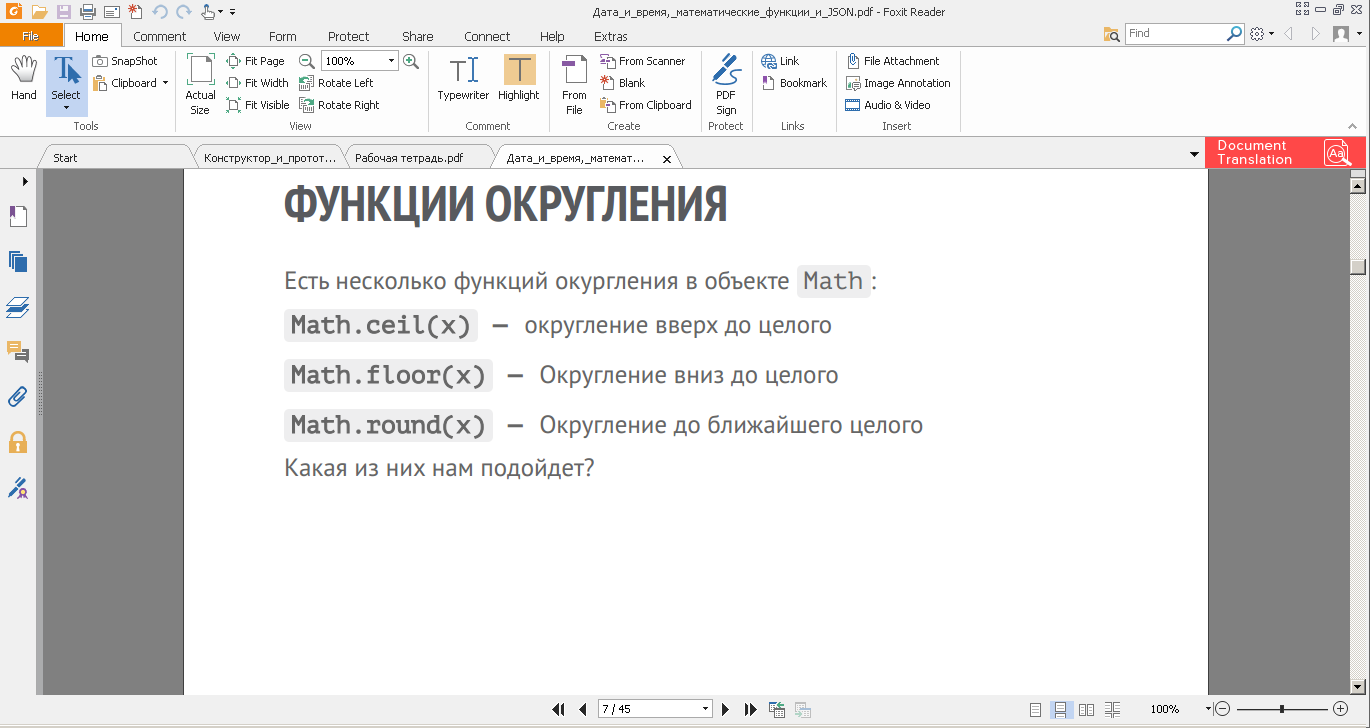 Дата_и_время,_математические_функции_и_JSON.pdf - Foxit Reader
File Home Comment View Form Protect Share Connect Help Extras Find
Hand
Select
SnapShot
Clipboard
Tools
Actual Size
Fit Page
Fit Width
Fit Visible
100%
Rotate Left
Rotate Right
View
Typewriter
Highlight
Comment
From File
From Scanner
Blank
From Clipboard
Create
PDF Sign
Protect
Link
Bookmark
Links
File Attachment
Image Annotation
Audio & Video
Insert
Start
Конструктор_и_протот...
Рабочая тетрадь.pdf
Дата_и_время,_математ...
Document Translation
ФУНКЦИИ ОКРУГЛЕНИЯ
Есть несколько функций окургления в объекте Math:
Math.ceil(x) — округление вверх до целого
Math.floor(x) — Округление вниз до целого
Math.round(x) — Округление до ближайшего целого
Какая из них нам подойдет?
7 / 45
100%